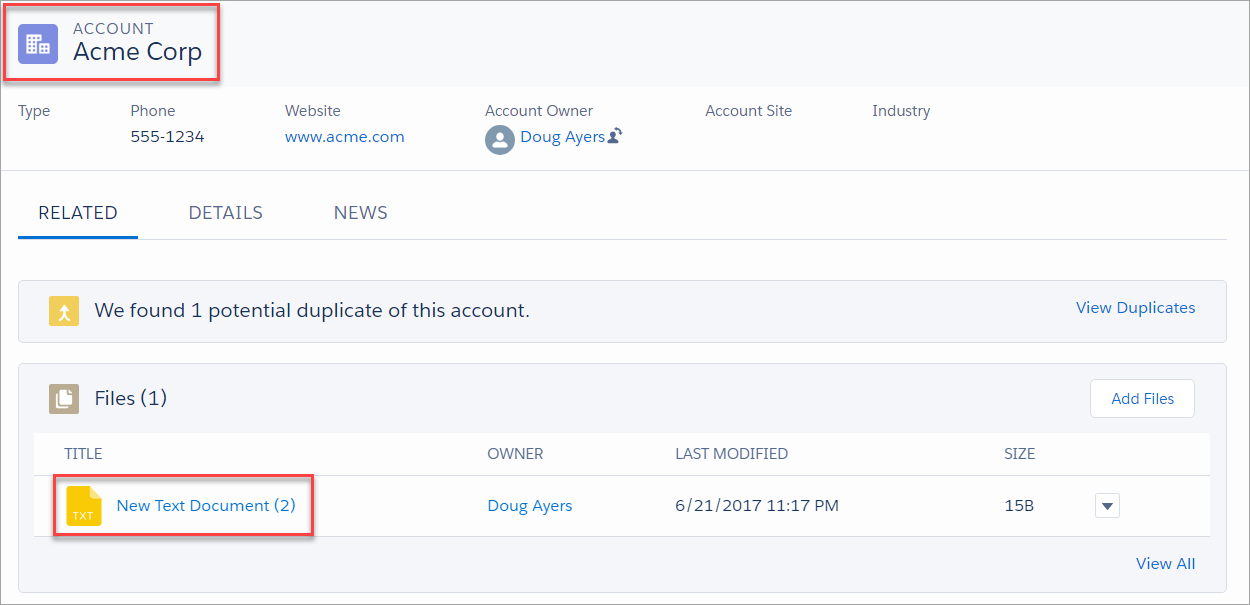 ACCOUNT
Acme Corp
Type Phone Website Account Owner Account Site Industry
555-1234 www.acme.com Doug Ayers
RELATED DETAILS NEWS
We found 1 potential duplicate of this account. View Duplicates
Files (1) Add Files
TITLE OWNER LAST MODIFIED SIZE
TXT New Text Document (2) Doug Ayers 6/21/2017 11:17 PM 15B
View All